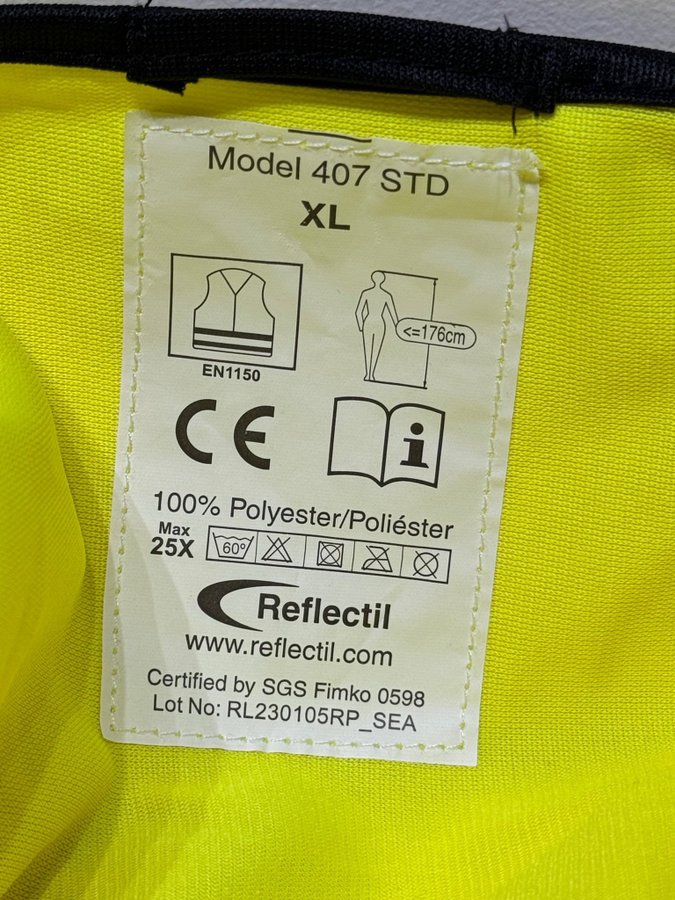 Model 407 STD
XL
<=176cm
EN1150
CE
i
100% Polyester/Poliéster
Max
25X
60°
Reflectil
www.reflectil.com
Certified by SGS Fimko 0598
Lot No: RL230105RP_SEA